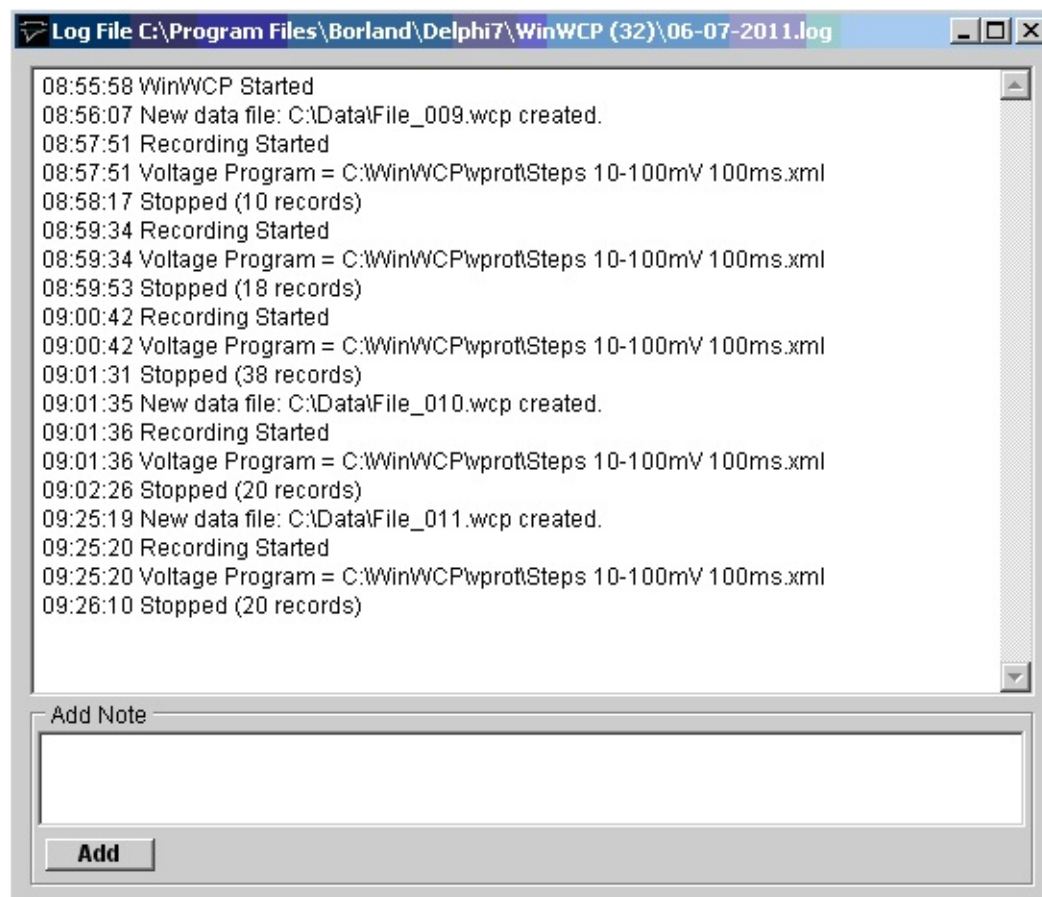 Log File C:\Program Files\Borland\Delphi7\WinWCP (32)\06-07-2011.log
08:55:58 WinWCP Started
08:56:07 New data file: C:\Data\File_009.wcp created.
08:57:51 Recording Started
08:57:51 Voltage Program = C:\WinWCP\vprot\Steps 10-100mV 100ms.xml
08:58:17 Stopped (10 records)
08:59:34 Recording Started
08:59:34 Voltage Program = C:\WinWCP\vprot\Steps 10-100mV 100ms.xml
08:59:53 Stopped (18 records)
09:00:42 Recording Started
09:00:42 Voltage Program = C:\WinWCP\vprot\Steps 10-100mV 100ms.xml
09:01:31 Stopped (38 records)
09:01:35 New data file: C:\Data\File_010.wcp created.
09:01:36 Recording Started
09:01:36 Voltage Program = C:\WinWCP\vprot\Steps 10-100mV 100ms.xml
09:02:26 Stopped (20 records)
09:25:19 New data file: C:\Data\File_011.wcp created.
09:25:20 Recording Started
09:25:20 Voltage Program = C:\WinWCP\vprot\Steps 10-100mV 100ms.xml
09:26:10 Stopped (20 records)
Add Note
Add